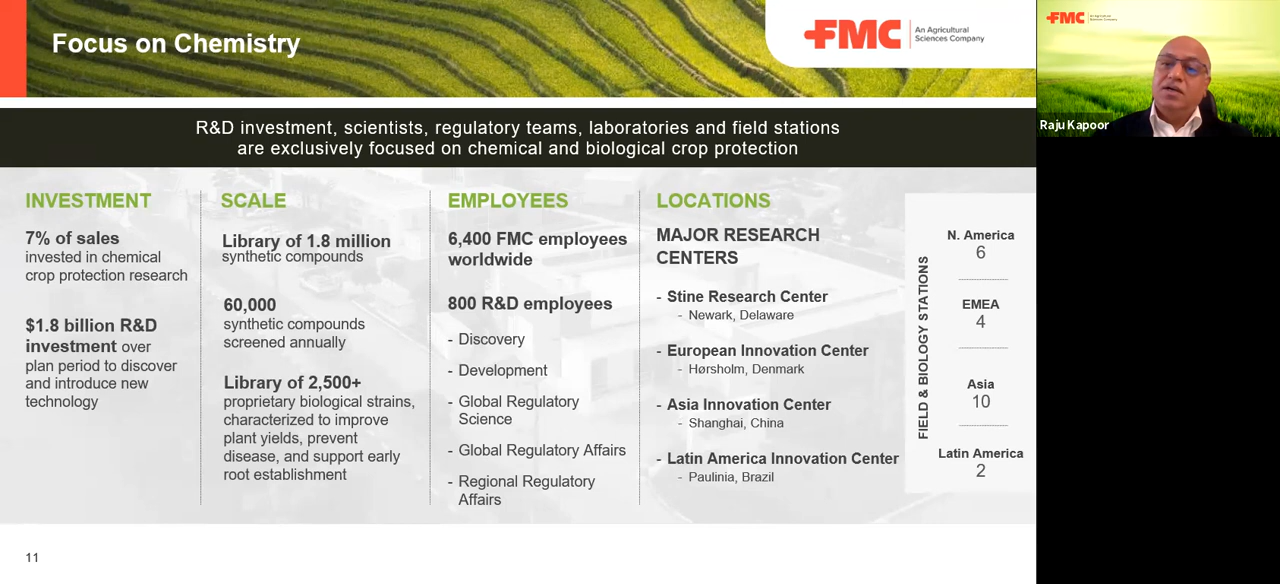 Focus on Chemistry
FMC
An Agricultural
Sciences Company
R&D investment, scientists, regulatory teams, laboratories and field stations
are exclusively focused on chemical and biological crop protection
INVESTMENT
7% of sales
invested in chemical
crop protection research
$1.8 billion R&D
investment over
plan period to discover
and introduce new
technology
SCALE
Library of 1.8 million
synthetic compounds
60,000
synthetic compounds
screened annually
Library of 2,500+
proprietary biological strains,
characterized to improve
plant yields, prevent
disease, and support early
root establishment
EMPLOYEES
6,400 FMC employees
worldwide
800 R&D employees
- Discovery
- Development
- Global Regulatory
Science
- Global Regulatory Affairs
- Regional Regulatory
Affairs
LOCATIONS
MAJOR RESEARCH
CENTERS
- Stine Research Center
- Newark, Delaware
- European Innovation Center
- Hørsholm, Denmark
- Asia Innovation Center
- Shanghai, China
- Latin America Innovation Center
- Paulinia, Brazil
FIELD & BIOLOGY STATIONS
N. America
6
EMEA
4
Asia
10
Latin America
2
11
FMC
An Agricultural
Sciences Company
Raju Kapoor